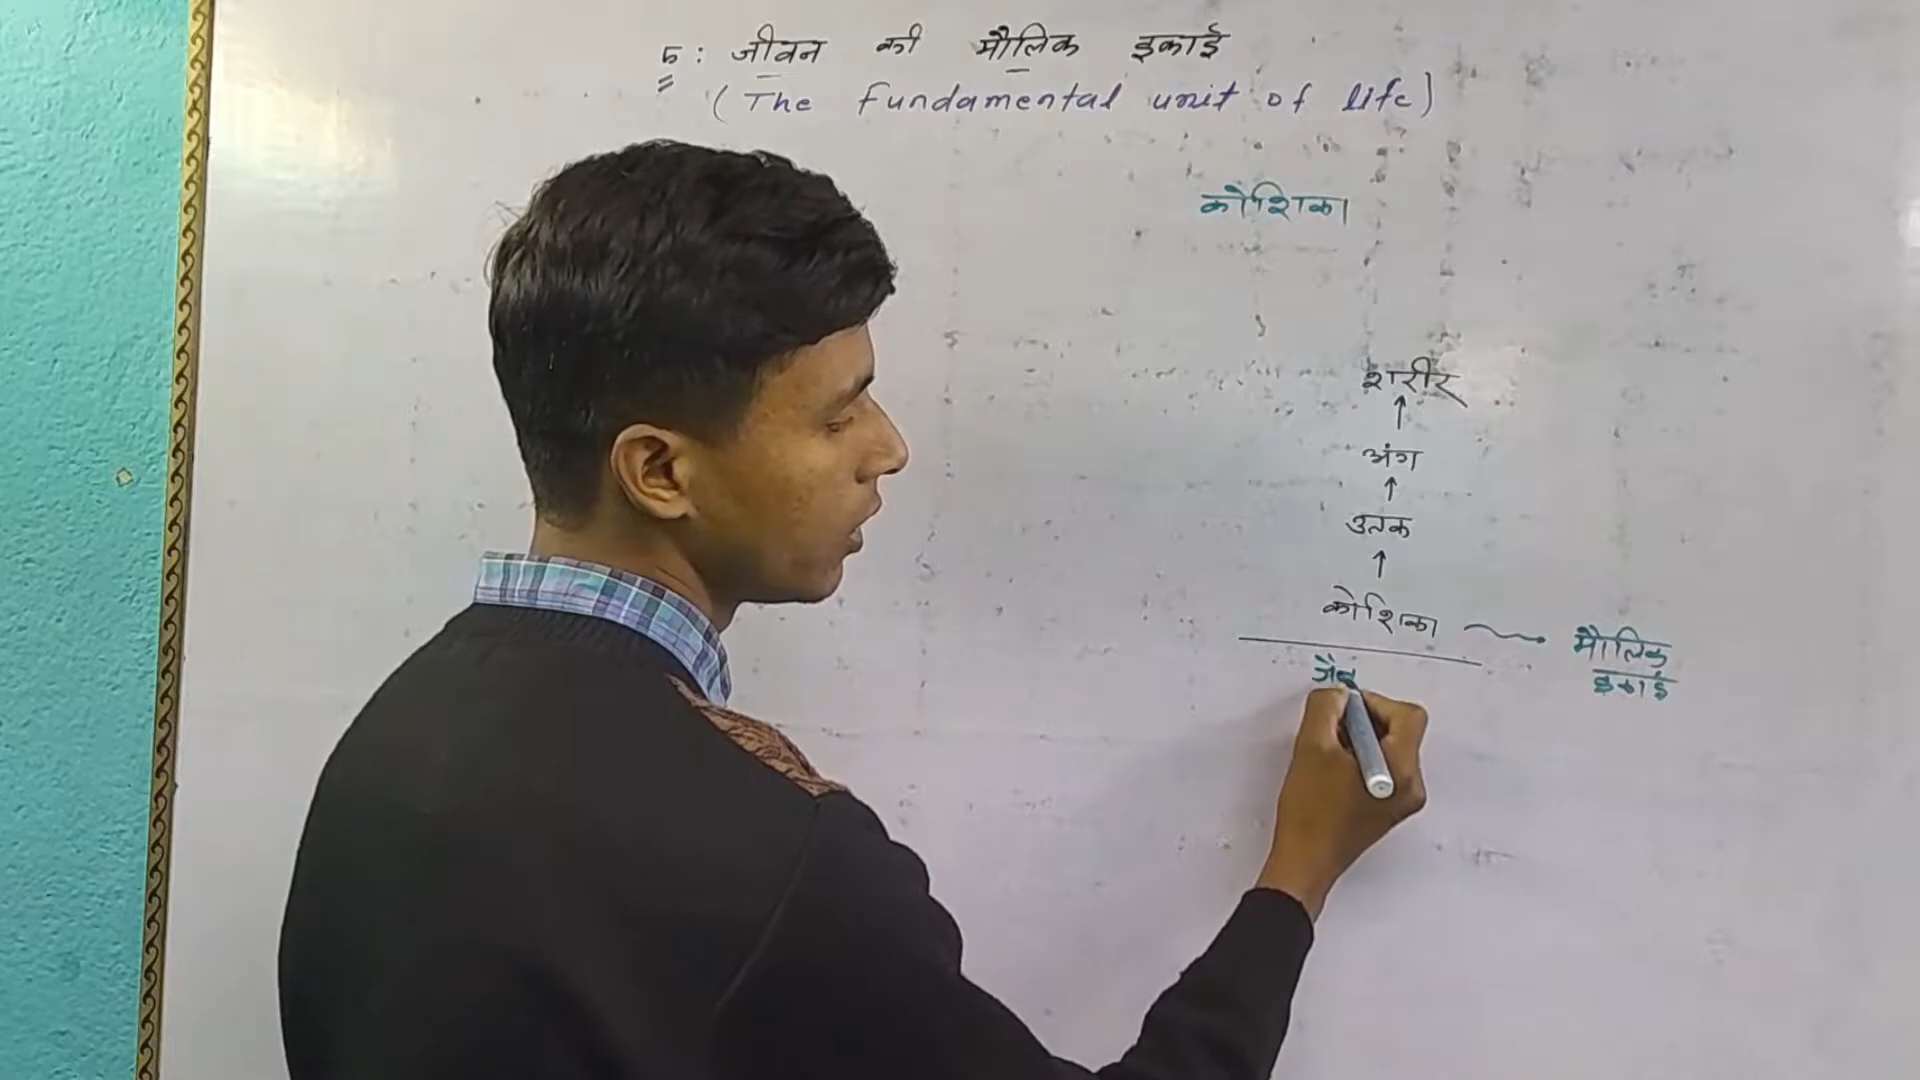 5: जीवन की मौलिक इकाई
(The fundamental unit of life)
कोशिका
शरीर
↑
अंग
↑
उतक
↑
कोशिका
मौलिक
इकाई
जैव